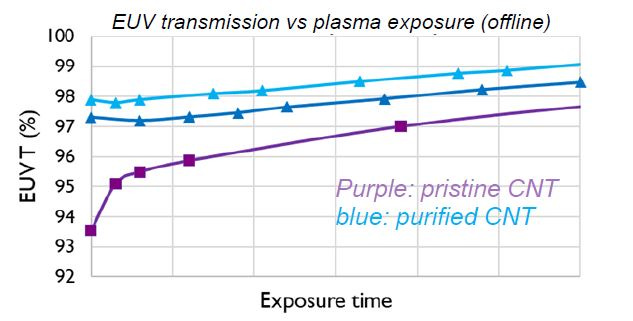 EUV transmission vs plasma exposure (offline)
100
99
98
97
96
95
94
93
92
EUV T (%)
Purple: pristine CNT
blue: purified CNT
Exposure time